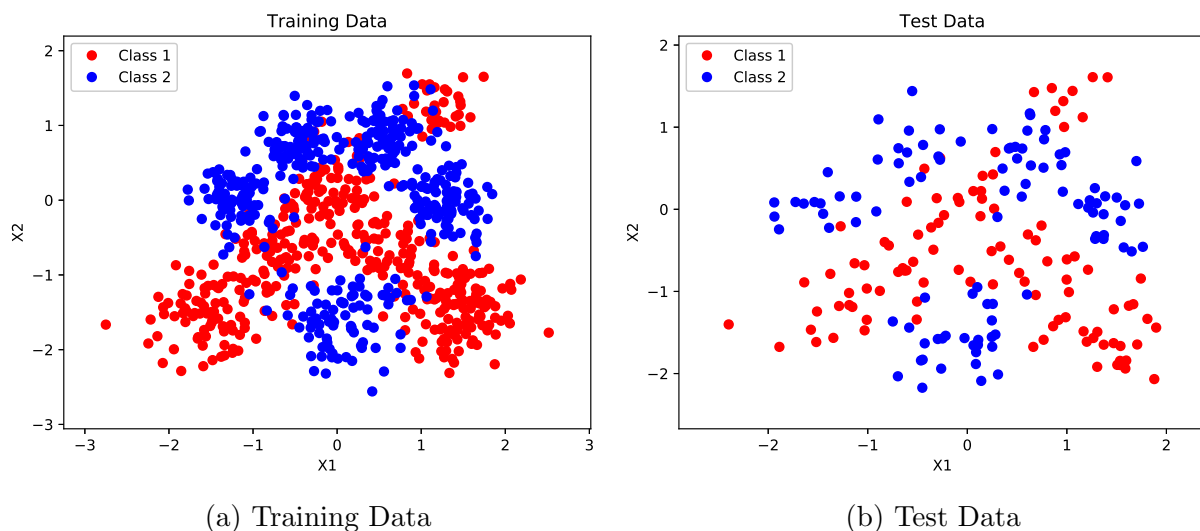 Training Data
Class 1
Class 2
2
1
0
−1
−2
−3
X2
−3
−2
−1
0
1
2
3
X1
(a) Training Data
Test Data
Class 1
Class 2
2
1
0
−1
−2
X2
−2
−1
0
1
2
X1
(b) Test Data